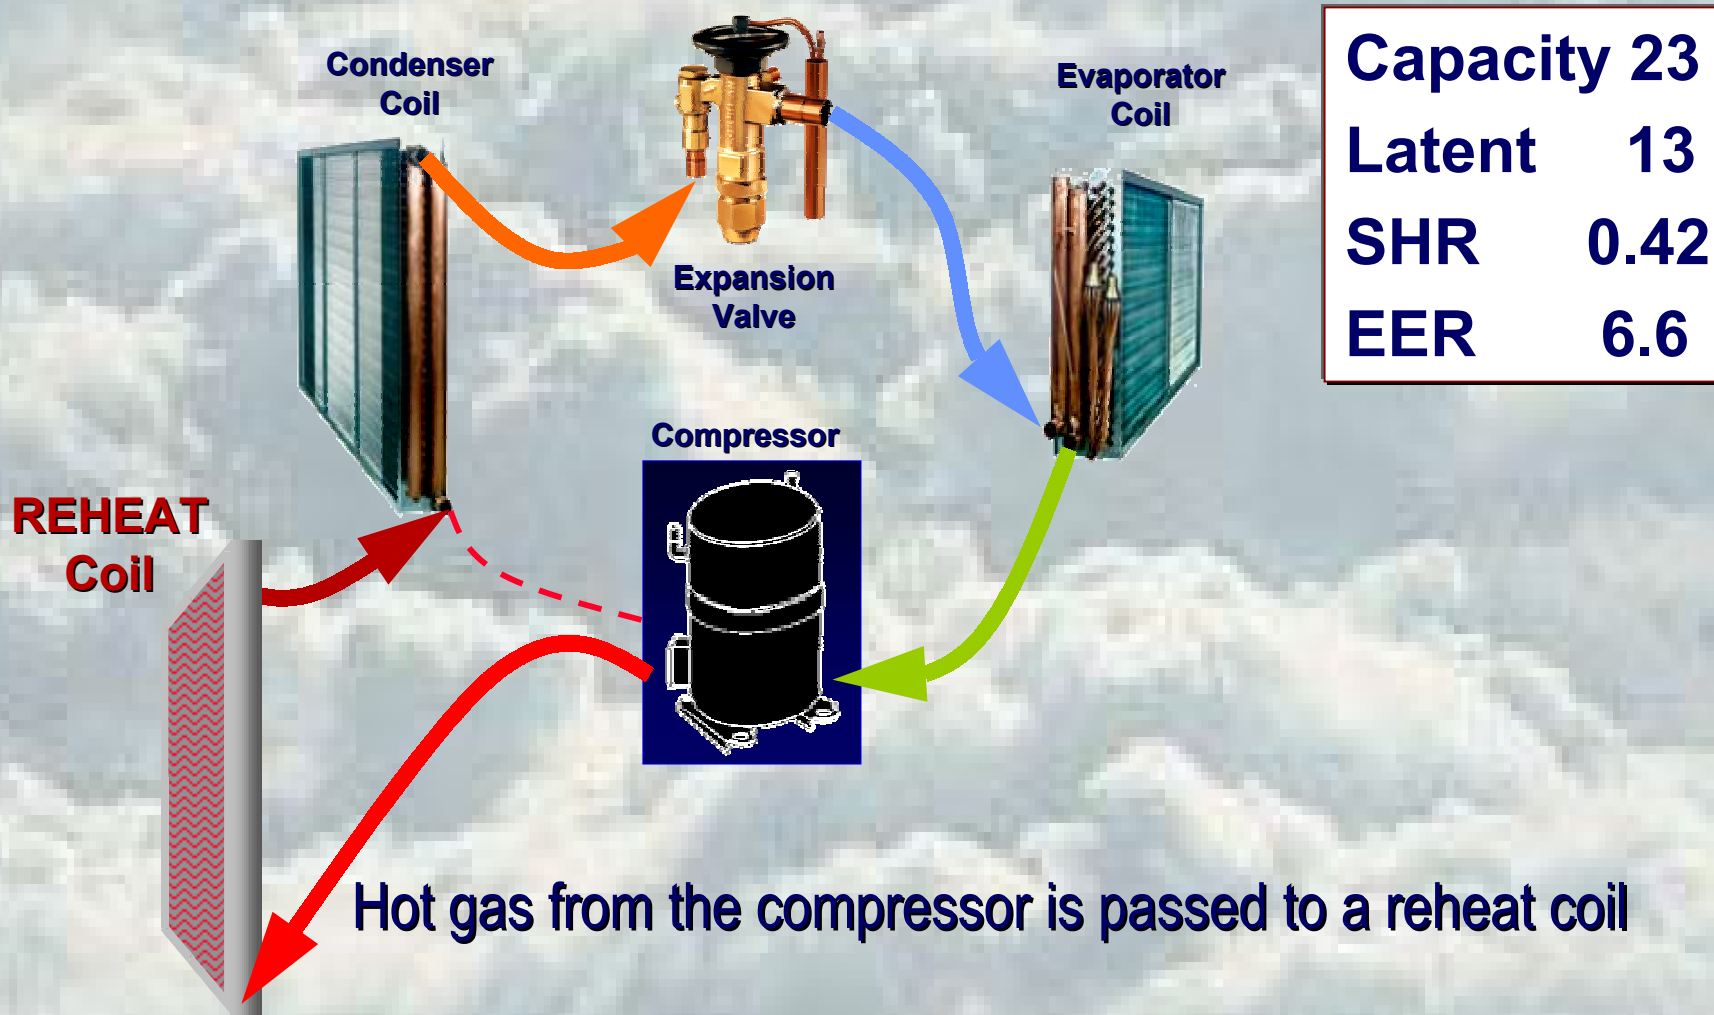 Condenser
Coil
Expansion
Valve
Evaporator
Coil
Capacity 23
Latent 13
SHR 0.42
EER 6.6
Compressor
REHEAT
Coil
Hot gas from the compressor is passed to a reheat coil